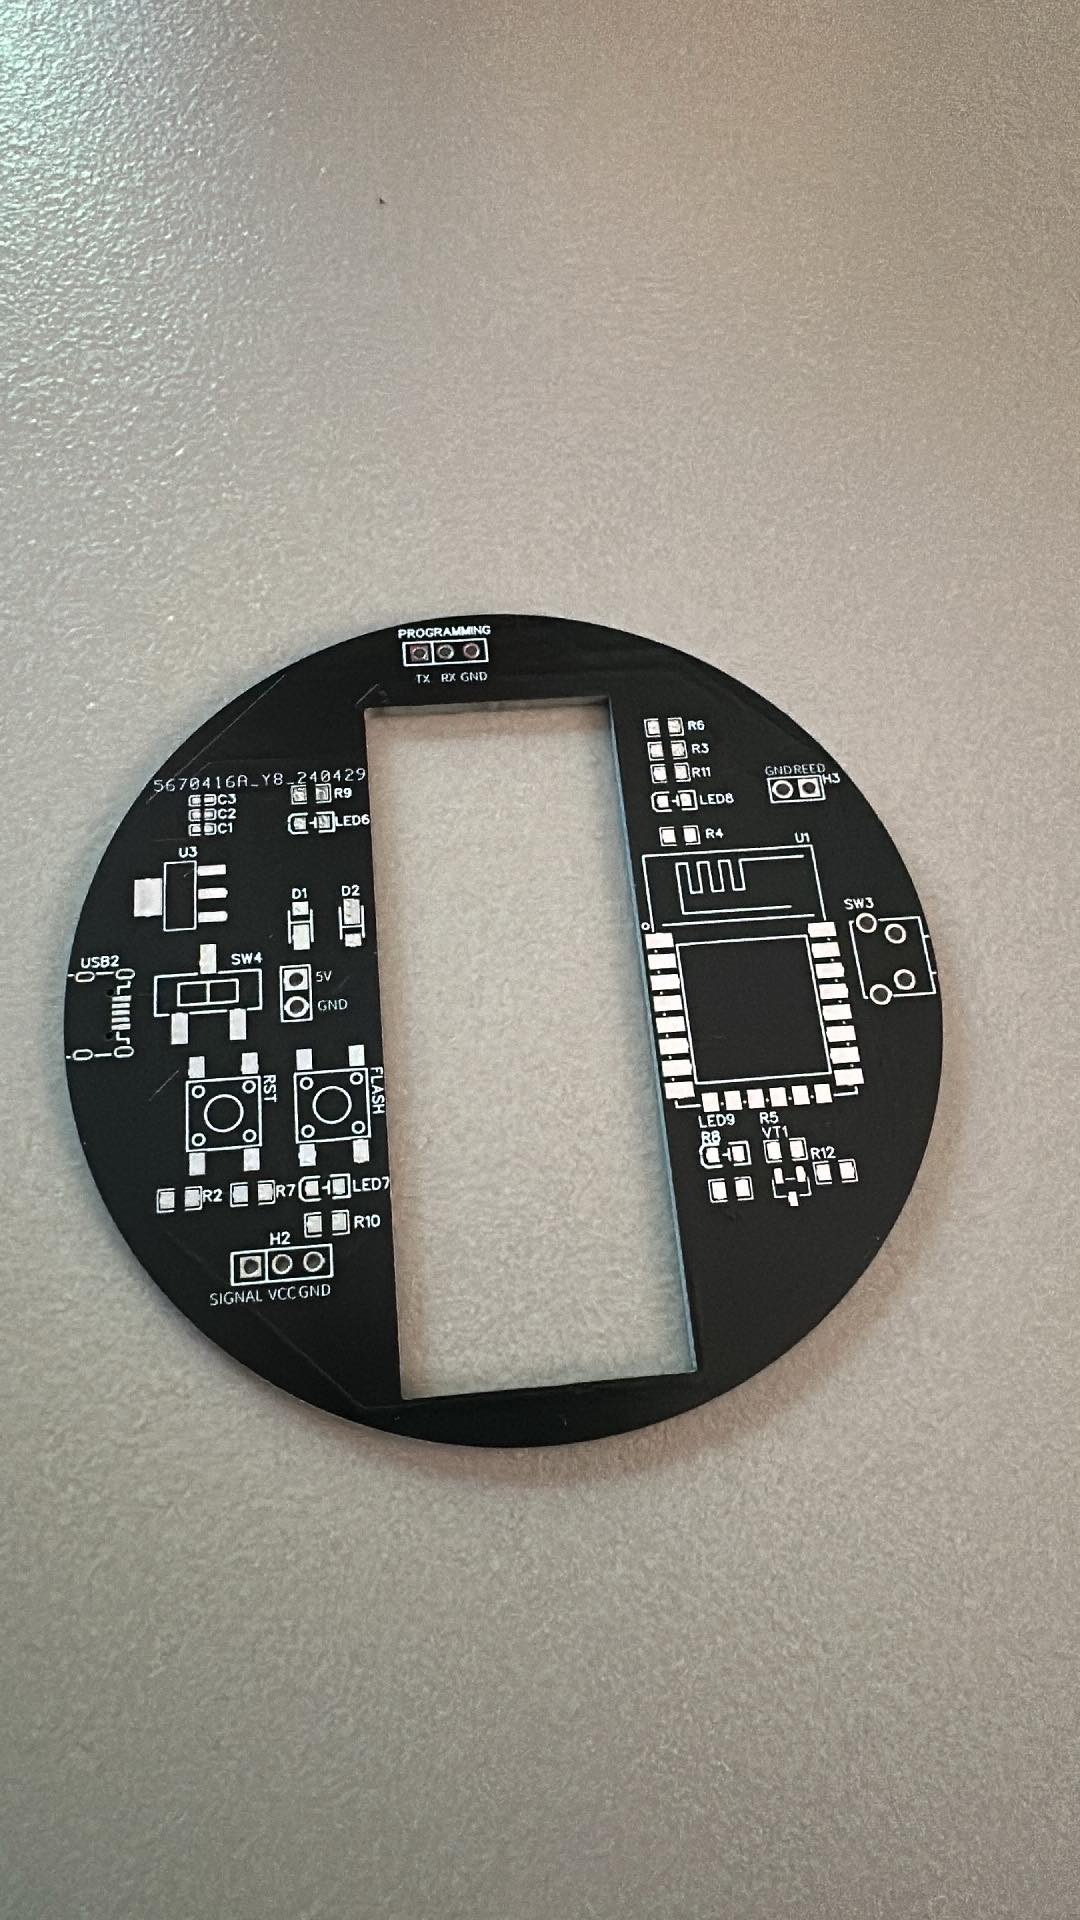 PROGRAMMING
TX RX GND
R6
R3
R11
LED8
R4
GND REED H3
5670416A_Y8_240429
R9
C3
C2
C1
LED6
U3
U1
D1
D2
SW3
USB2
SW4
5V
GND
RST
FLASH
LED9
R5
R8
VT1
R12
R2
R7
LED7
R10
H2
SIGNAL VCC GND